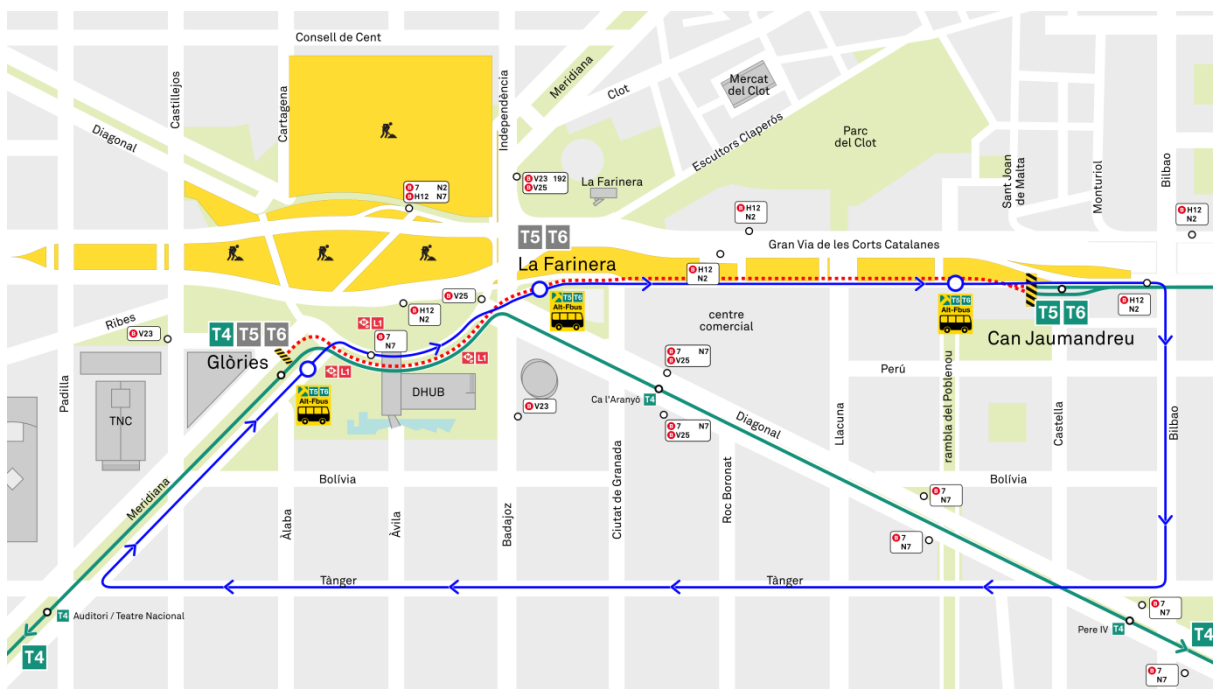 Consell de Cent
Castillejos
Cartagena
Independència
Meridiana
Clot
Mercat
del Clot
Diagonal
Escultors Claperós
Parc
del Clot
Sant Joan
de Malta
Monturiol
Bilbao
B 7 N2
B H12 N7
B V23 192
B V25
La Farinera
B H12
N2
B H12
N2
T5 T6
La Farinera
Gran Via de les Corts Catalanes
B H12
N2
B V25
B H12
N2
T5 T6
Alt-Fbus
T5 T6
Alt-Fbus
B H12
N2
T5 T6
Can Jaumandreu
Ribes
B V23
T4 T5 T6
Glòries
L1
B 7
N7
L1
L1
centre
comercial
T5 T6
Alt-Fbus
DHUB
TNC
Padilla
B 7 N7
B V25
Perú
Ca l'Aranyó T4
B V23
B 7 N7
B V25
Diagonal
Llacuna
rambla del Poblenou
Castella
Bilbao
Meridiana
Bolívia
Bolívia
Àlaba
Àvila
Badajoz
Ciutat de Granada
Roc Boronat
B 7
N7
B 7
N7
Tànger
Tànger
T4 Auditori / Teatre Nacional
T4
B 7
N7
Pere IV T4
T4
B 7
N7